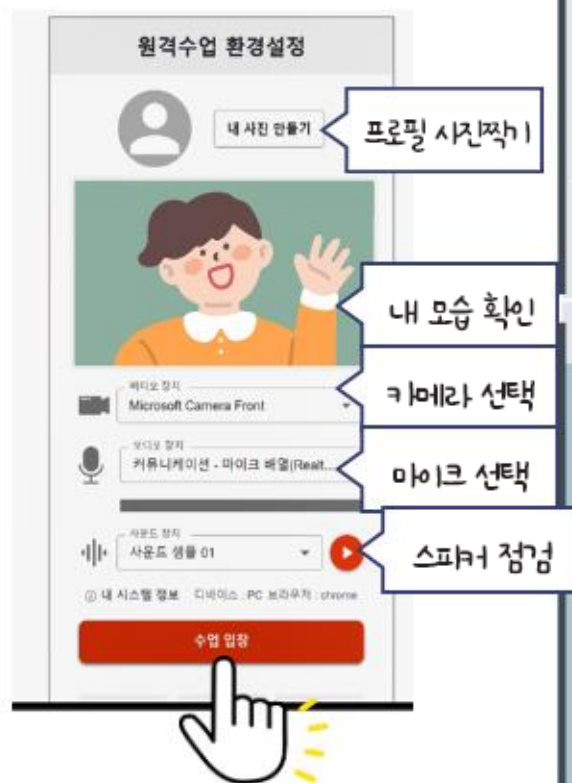 원격수업 환경설정
내 사진 만들기
프로필 사진찍기
내 모습 확인
비디오 장치
Microsoft Camera Front
카메라 선택
오디오 장치
커뮤니케이션 - 마이크 배열(Realt...
마이크 선택
사운드 장치
사운드 샘플 01
스피커 점검
ⓘ 내 시스템 정보 디바이스 : PC 브라우저 : chrome
수업 입장